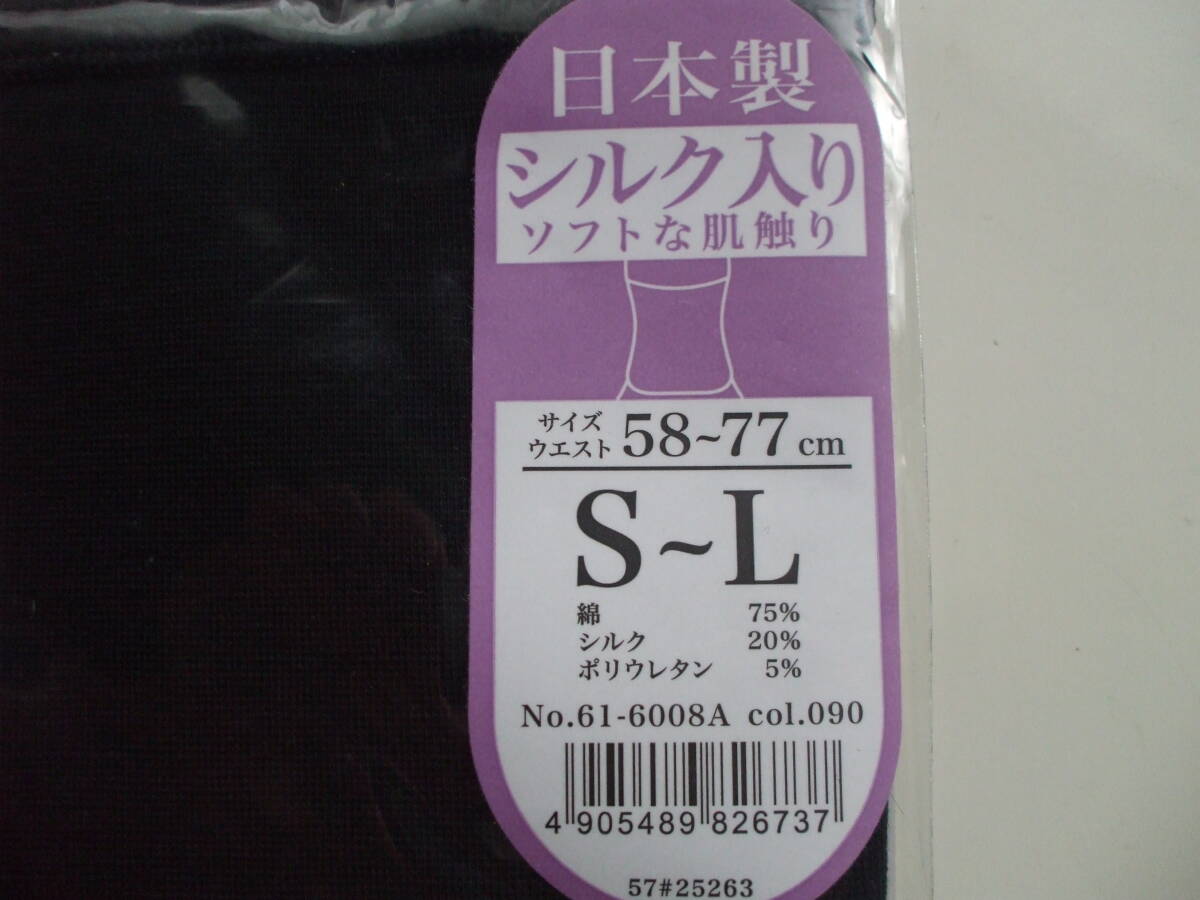 日本製
シルク入り
ソフトな肌触り
サイズ
ウエスト 58~77 cm
S~L
綿 75%
シルク 20%
ポリウレタン 5%
No.61-6008A col.090
4 905489 826737
57#25263